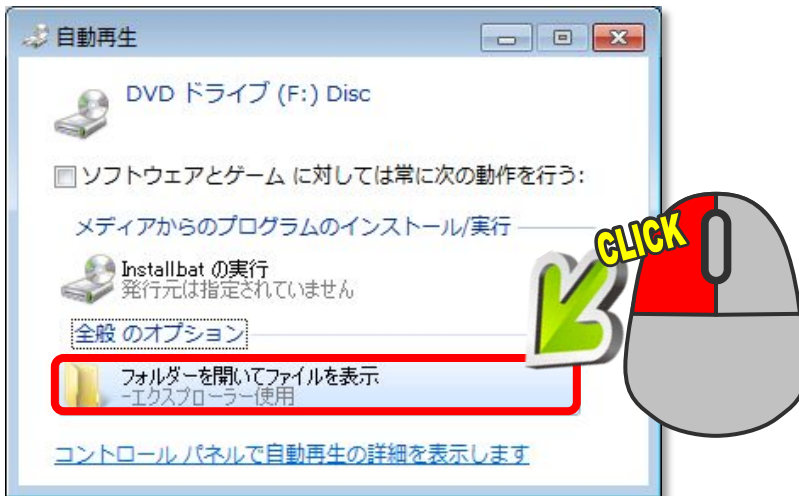 自動再生
DVD ドライブ (F:) Disc
ソフトウェアとゲーム に対しては常に次の動作を行う:
メディアからのプログラムのインストール/実行
Installbat の実行
発行元は指定されていません
全般 のオプション
フォルダーを開いてファイルを表示
-エクスプローラー使用
コントロール パネルで自動再生の詳細を表示します
CLICK